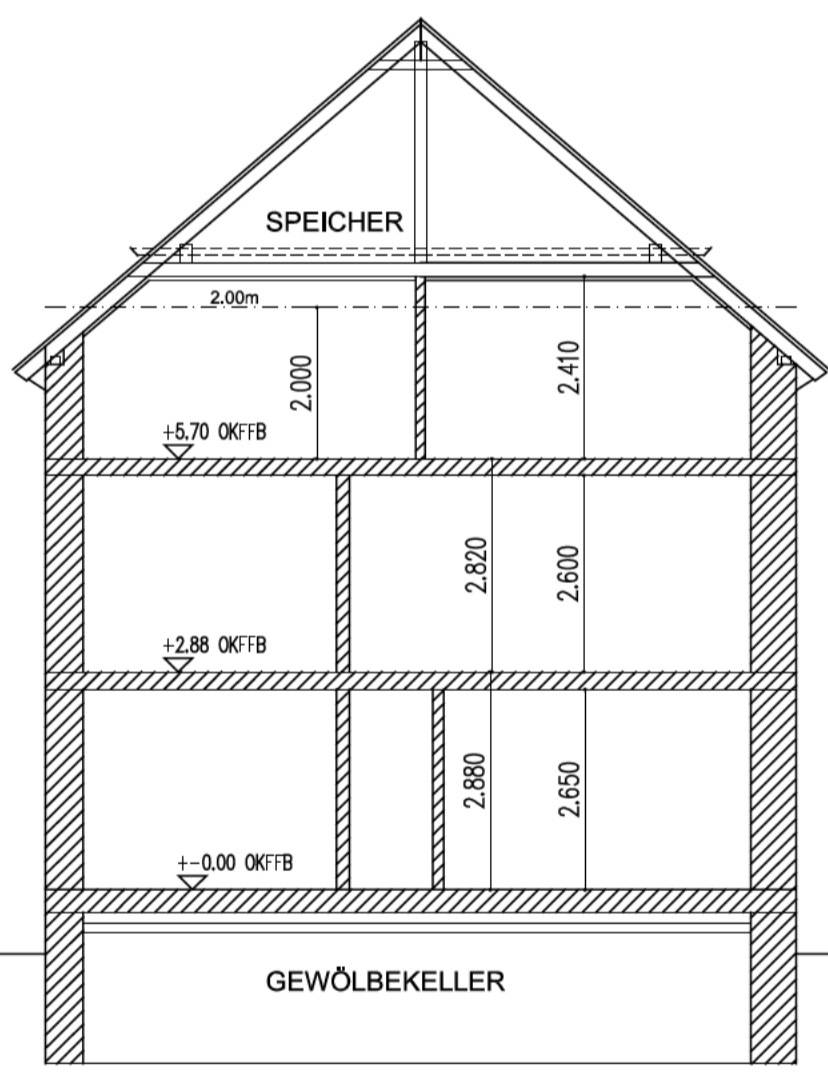 SPEICHER
2.00m
2.000
2.410
+5.70 OKFFB
2.820
2.600
+2.88 OKFFB
2.880
2.650
+-0.00 OKFFB
GEWÖLBEKELLER